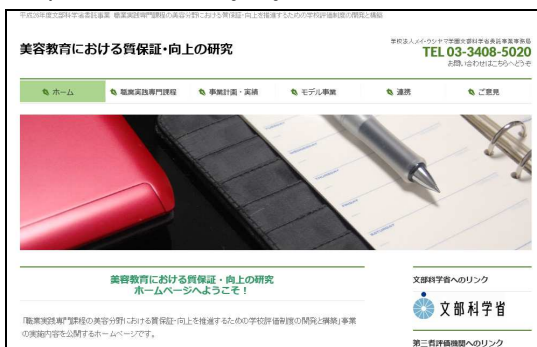 平成26年度文部科学省委託事業 職業実践専門課程の美容分野における質保証・向上を推進するための学校評価制度の開発と構築
美容教育における質保証・向上の研究
学校法人メイ・ウシヤマ学園文部科学省委託事業事務局
TEL 03-3408-5020
お問い合わせはこちらへどうぞ
ホーム
職業実践専門課程
事業計画・実績
モデル事業
連携
ご意見
美容教育における質保証・向上の研究
ホームページへようこそ！
文部科学省へのリンク
文部科学省
「職業実践専門課程の美容分野における質保証・向上を推進するための学校評価制度の開発と構築」事業
の実施内容を公開するホームページです。
第三者評価機関へのリンク